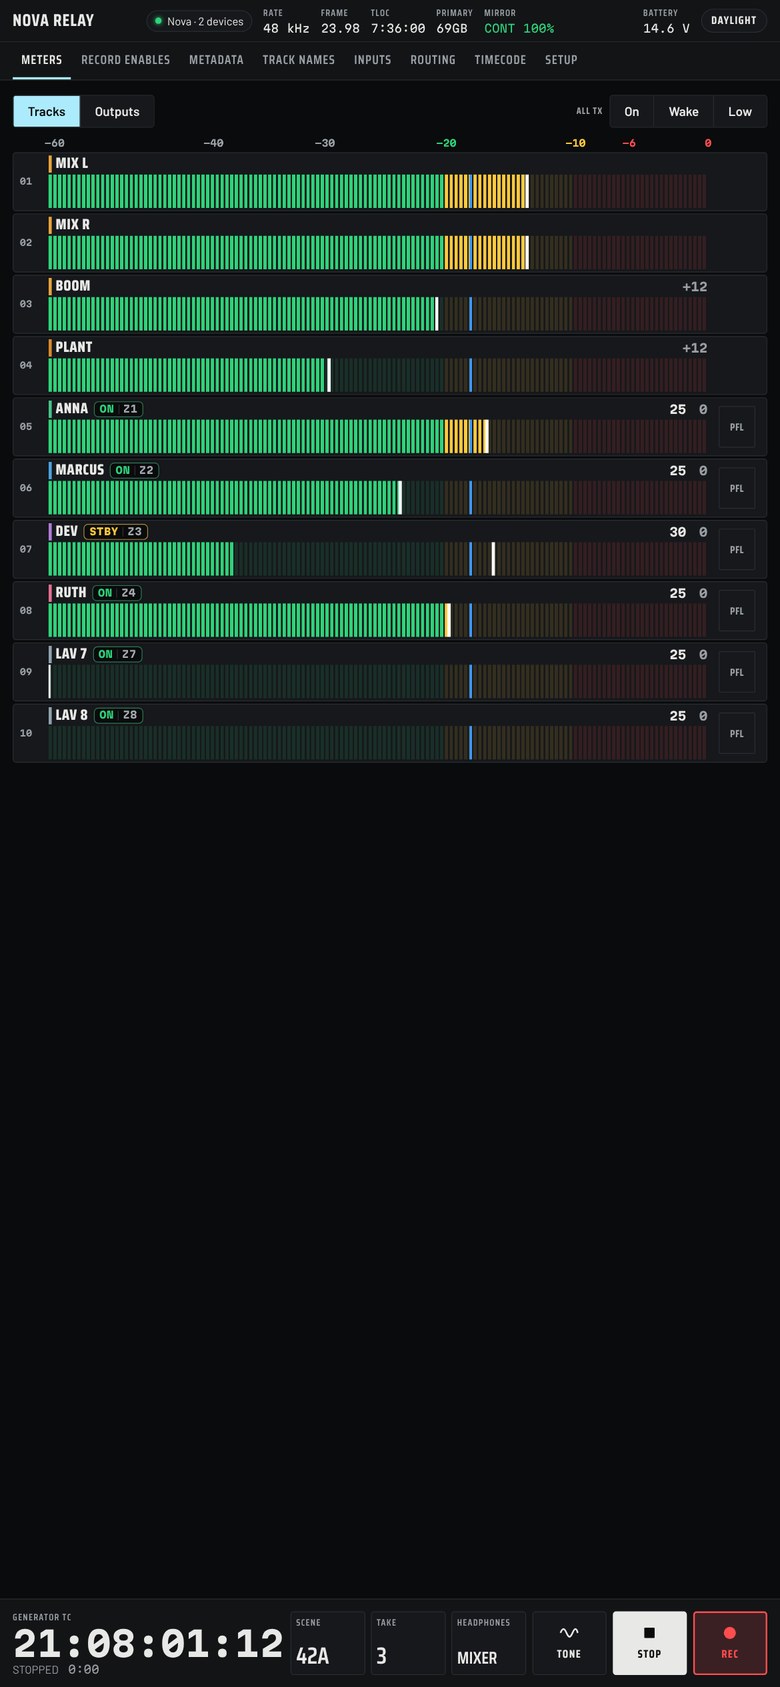 NOVA RELAY
Nova · 2 devices
RATE
48 kHz
FRAME
23.98
TLOC
7:36:00
PRIMARY
69GB
MIRROR
CONT 100%
BATTERY
14.6 V
DAYLIGHT
METERS RECORD ENABLES METADATA TRACK NAMES INPUTS ROUTING TIMECODE SETUP
Tracks Outputs
ALL TX On Wake Low
−60 −40 −30 −20 −10 −6 0
01 MIX L
02 MIX R
03 BOOM +12
04 PLANT +12
05 ANNA ON Z1 25 0 PFL
06 MARCUS ON Z2 25 0 PFL
07 DEV STBY Z3 30 0 PFL
08 RUTH ON Z4 25 0 PFL
09 LAV 7 ON Z7 25 0 PFL
10 LAV 8 ON Z8 25 0 PFL
GENERATOR TC
21:08:01:12
STOPPED 0:00
SCENE
42A
TAKE
3
HEADPHONES
MIXER
TONE
STOP
REC